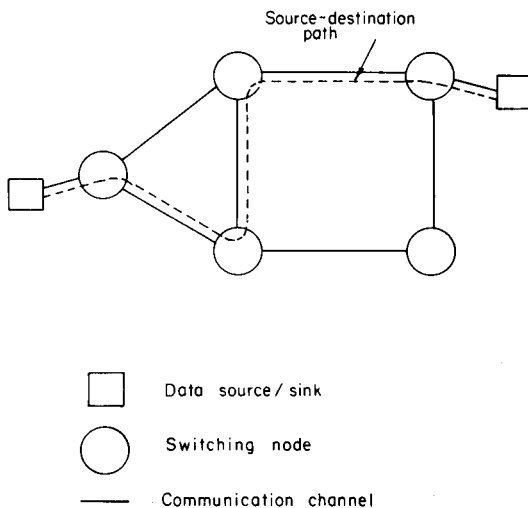 Source-destination
path
Data source/sink
Switching node
Communication channel